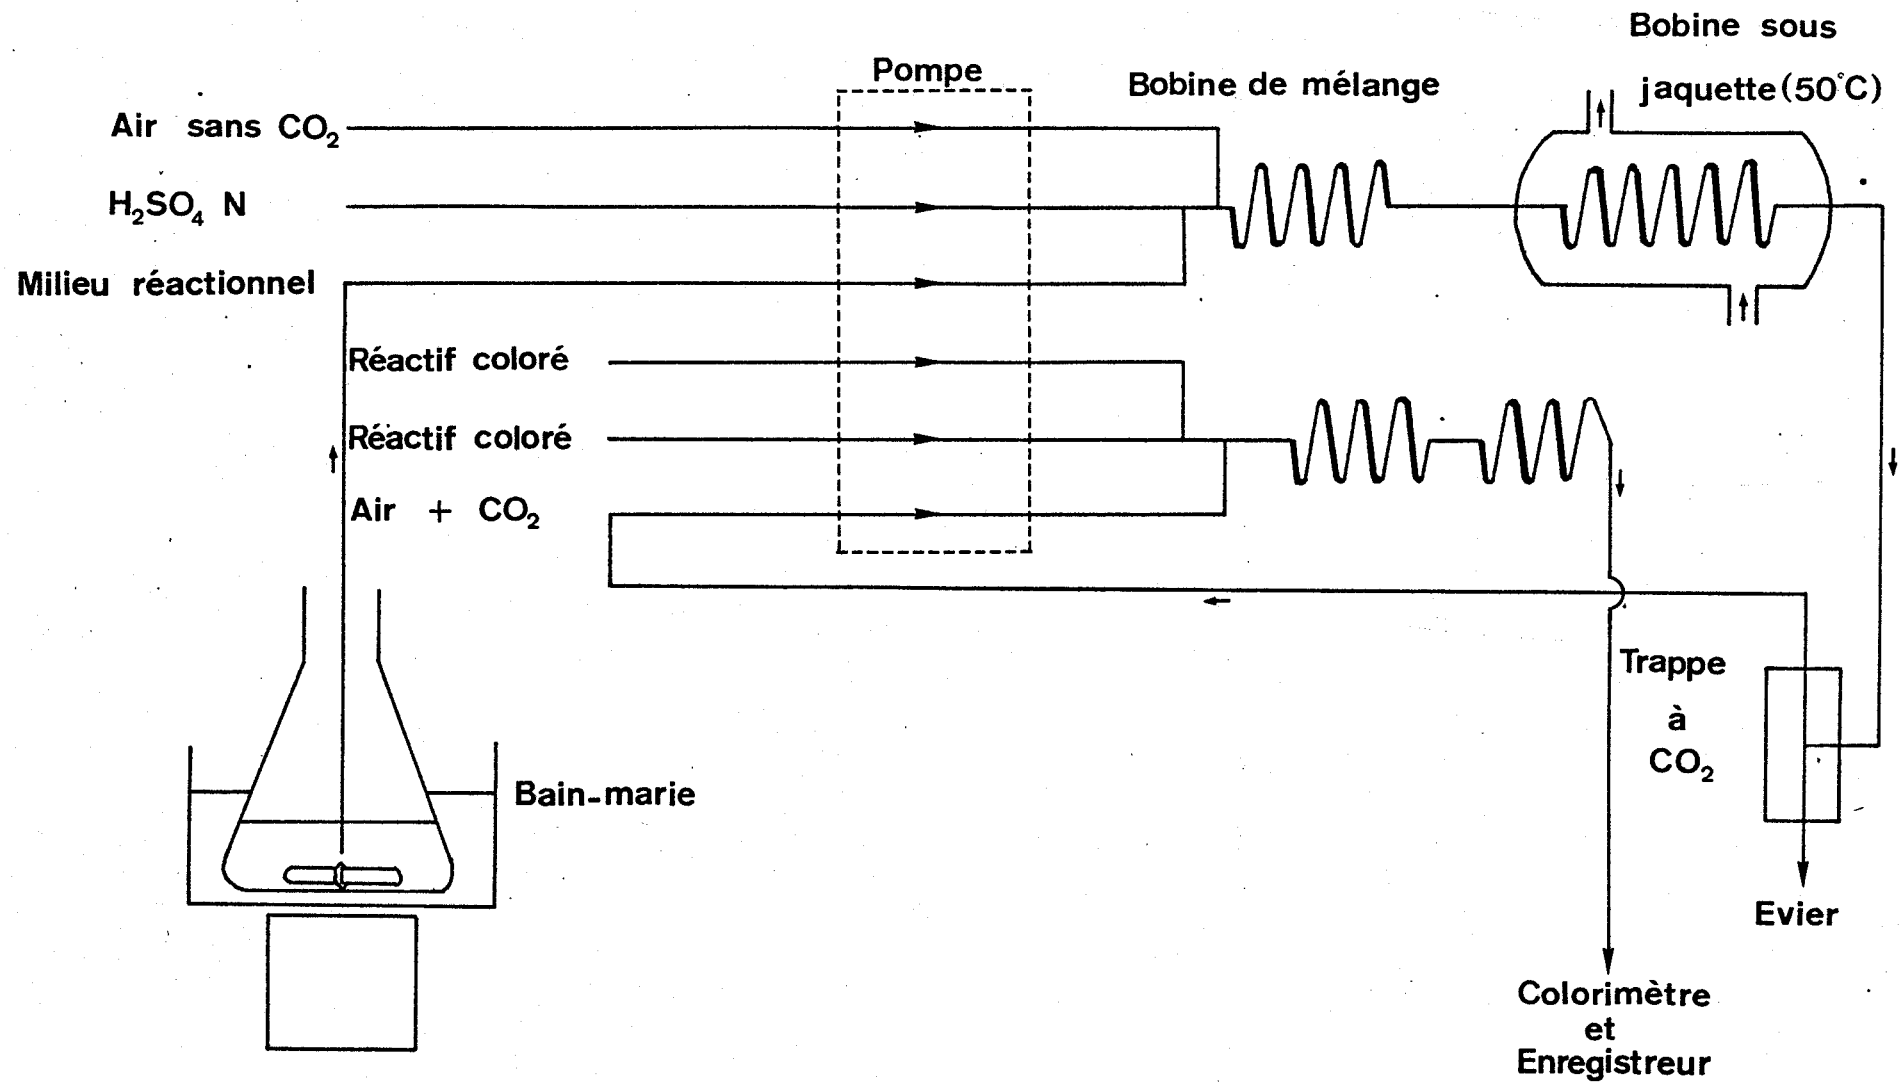 Bobine sous
jaquette (50°C)
Pompe
Bobine de mélange
Air sans CO₂
H₂SO₄ N
Milieu réactionnel
Réactif coloré
Réactif coloré
Air + CO₂
Trappe
à
CO₂
Bain-marie
Evier
Colorimètre
et
Enregistreur